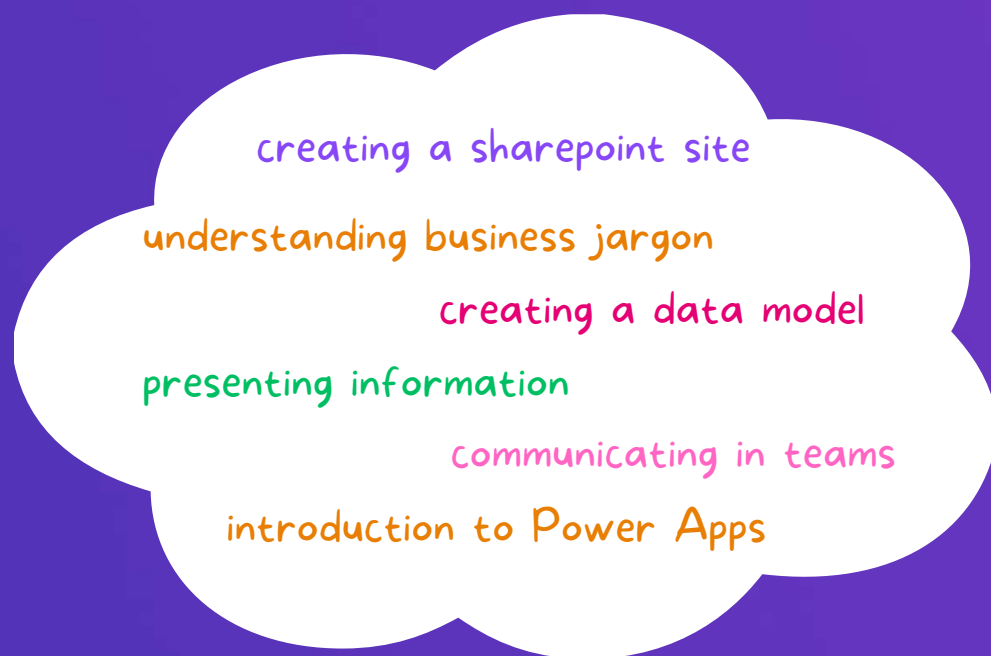 creating a sharepoint site
understanding business jargon
creating a data model
presenting information
communicating in teams
introduction to Power Apps